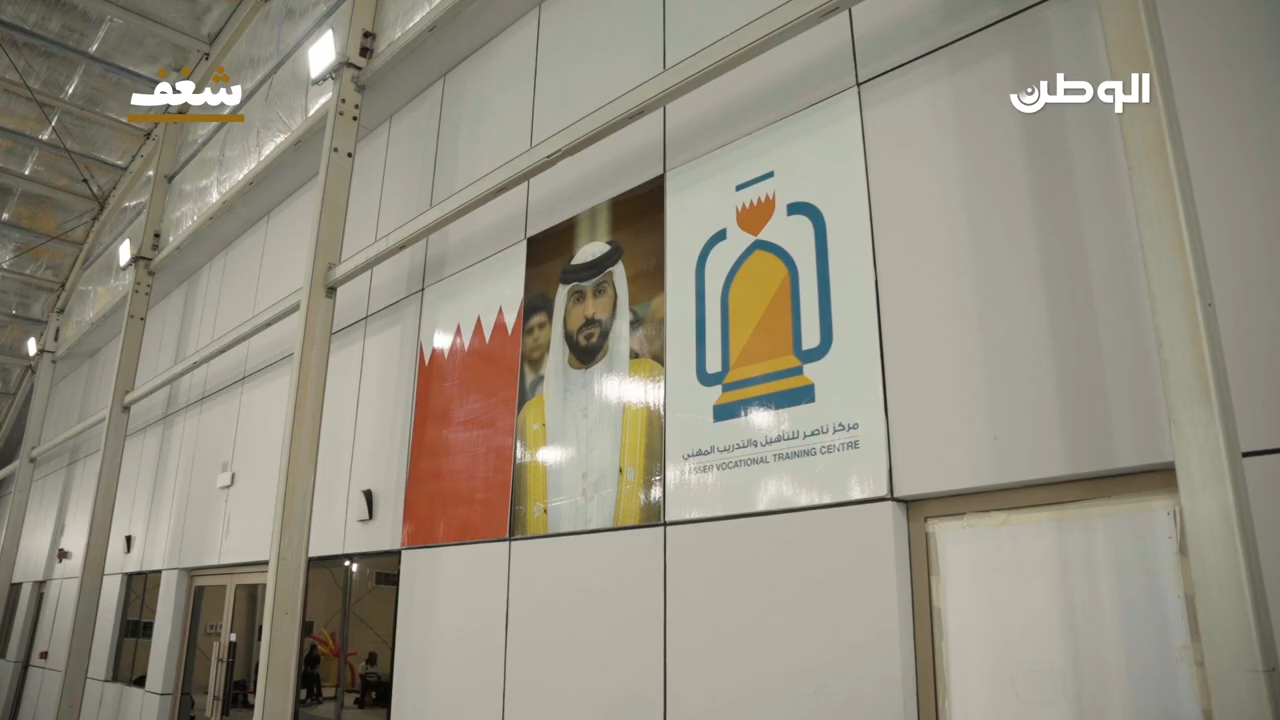 شغف
الوطن
مركز ناصر للتأهيل والتدريب المهني
NASSER VOCATIONAL TRAINING CENTRE